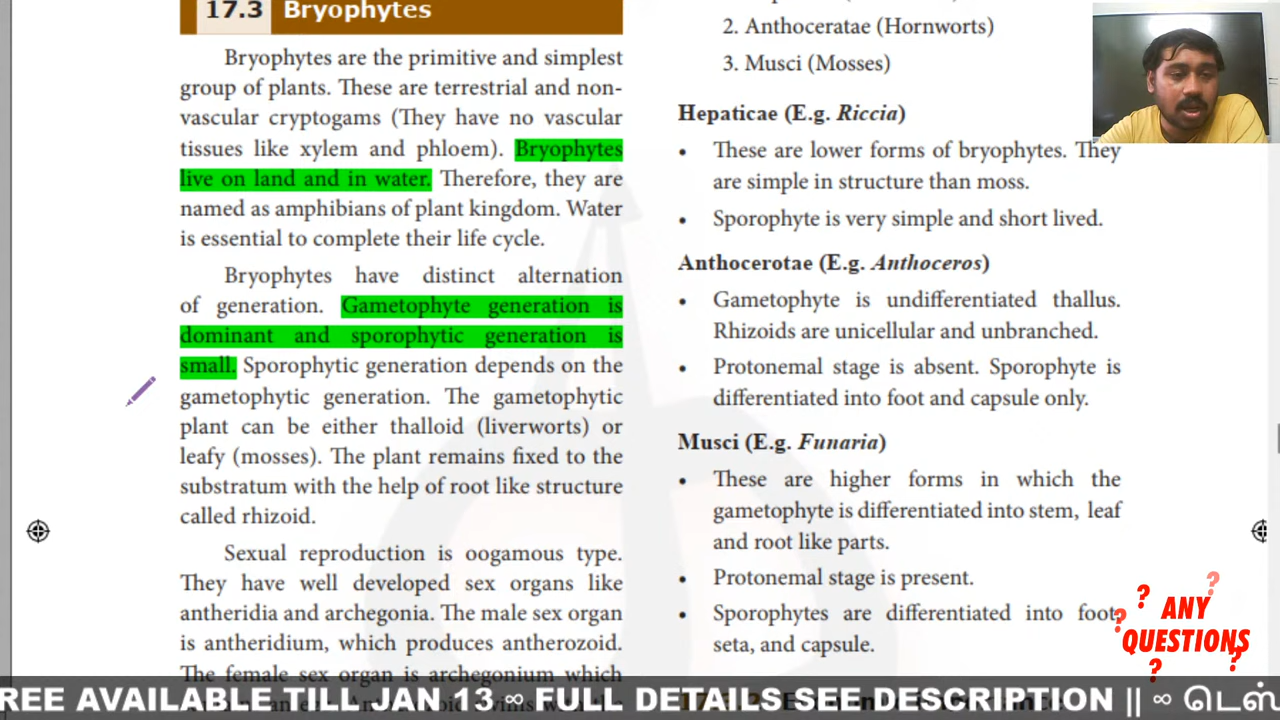 17.3 Bryophytes
Bryophytes are the primitive and simplest
group of plants. These are terrestrial and non-
vascular cryptogams (They have no vascular
tissues like xylem and phloem). Bryophytes
live on land and in water. Therefore, they are
named as amphibians of plant kingdom. Water
is essential to complete their life cycle.
Bryophytes have distinct alternation
of generation. Gametophyte generation is
dominant and sporophytic generation is
small. Sporophytic generation depends on the
gametophytic generation. The gametophytic
plant can be either thalloid (liverworts) or
leafy (mosses). The plant remains fixed to the
substratum with the help of root like structure
called rhizoid.
Sexual reproduction is oogamous type.
They have well developed sex organs like
antheridia and archegonia. The male sex organ
is antheridium, which produces antherozoid.
The female sex organ is archegonium which
2. Anthoceratae (Hornworts)
3. Musci (Mosses)
Hepaticae (E.g. Riccia)
• These are lower forms of bryophytes. They
are simple in structure than moss.
• Sporophyte is very simple and short lived.
Anthocerotae (E.g. Anthoceros)
• Gametophyte is undifferentiated thallus.
Rhizoids are unicellular and unbranched.
• Protonemal stage is absent. Sporophyte is
differentiated into foot and capsule only.
Musci (E.g. Funaria)
• These are higher forms in which the
gametophyte is differentiated into stem, leaf
and root like parts.
• Protonemal stage is present.
• Sporophytes are differentiated into foot,
seta, and capsule.
? ? ? ? ?
ANY
QUESTIONS
REE AVAILABLE TILL JAN 13 ∞ FULL DETAILS SEE DESCRIPTION || ∞ டெஸ்